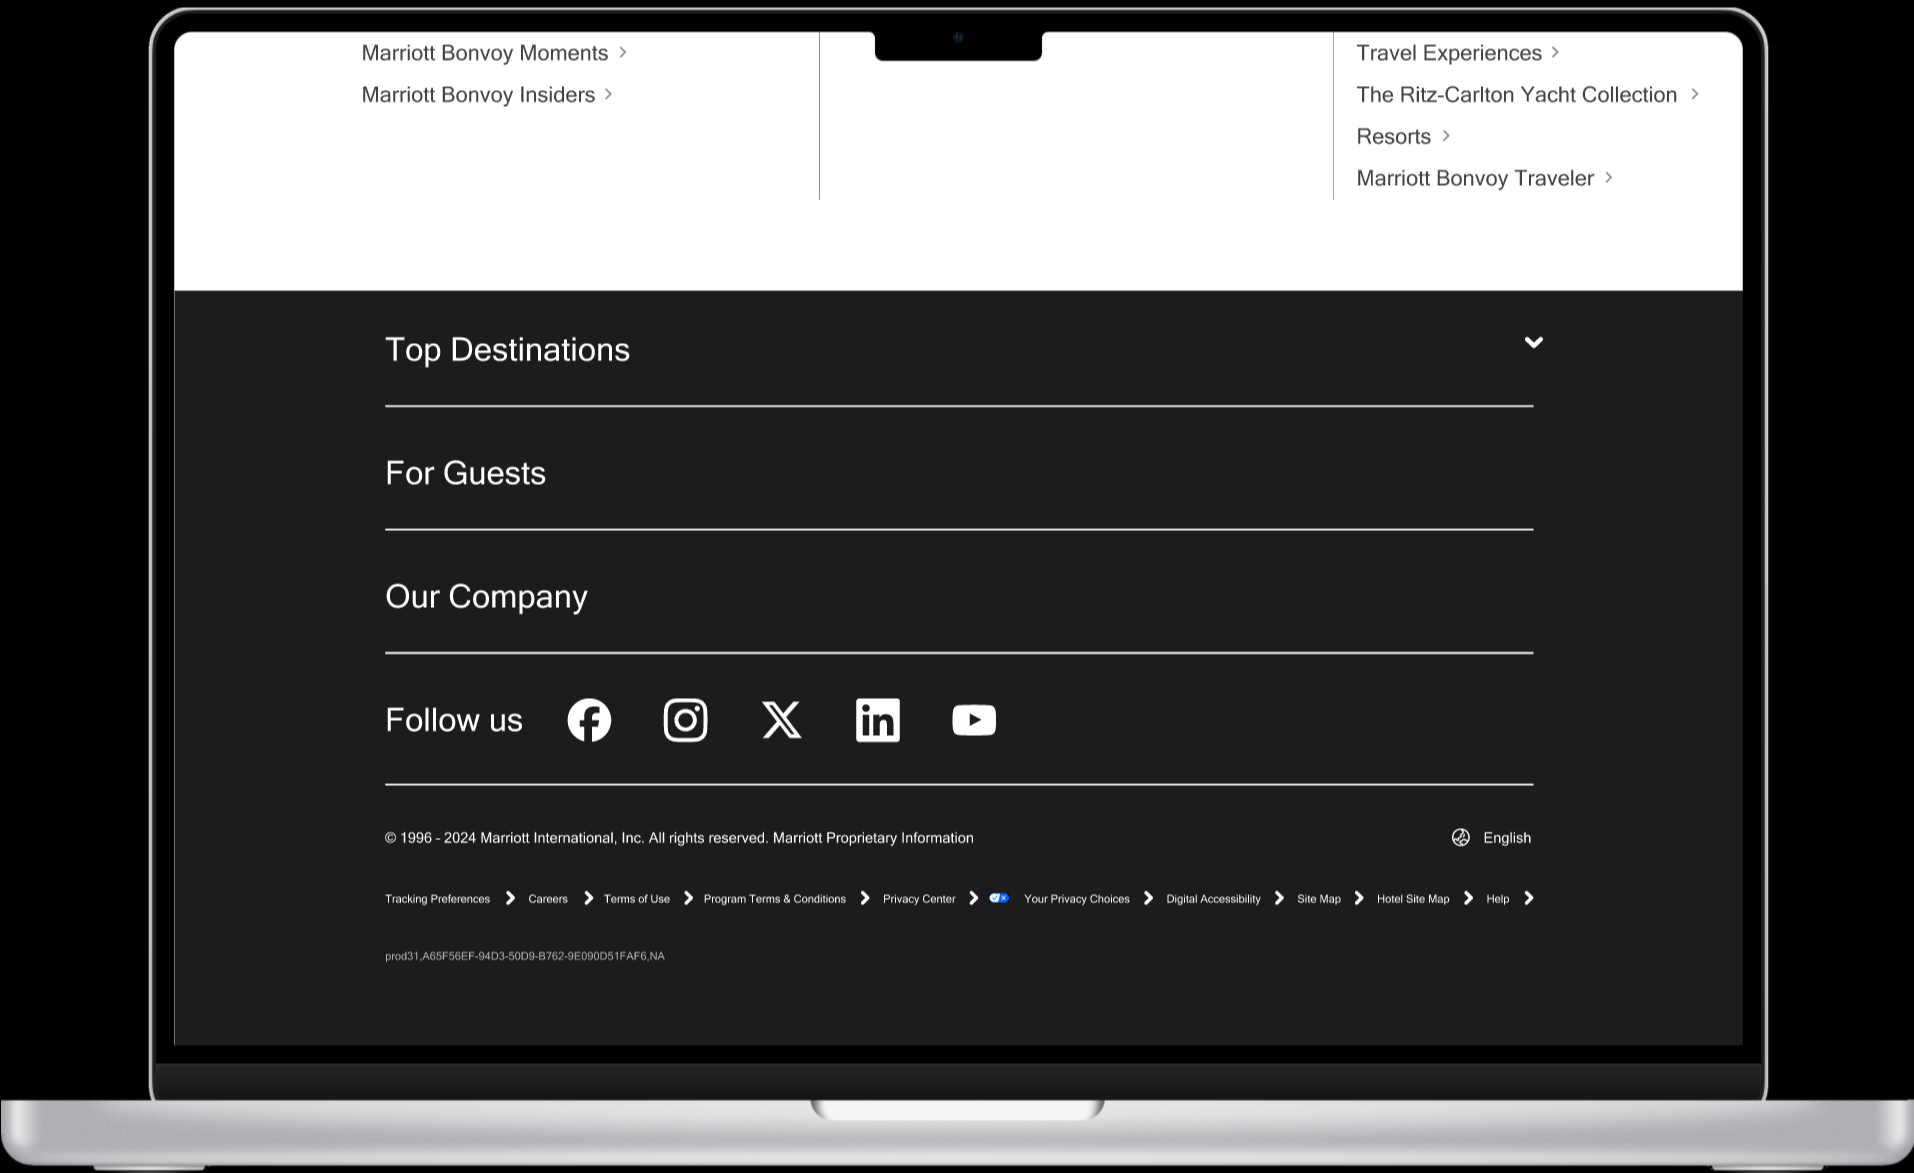 Marriott Bonvoy Moments
Marriott Bonvoy Insiders
Travel Experiences
The Ritz-Carlton Yacht Collection
Resorts
Marriott Bonvoy Traveler
Top Destinations
For Guests
Our Company
Follow us
© 1996 - 2024 Marriott International, Inc. All rights reserved. Marriott Proprietary Information
English
Tracking Preferences Careers Terms of Use Program Terms & Conditions Privacy Center Your Privacy Choices Digital Accessibility Site Map Hotel Site Map Help
prod31,A65F56EF-94D3-50D9-B762-9E090D51FAF6,NA